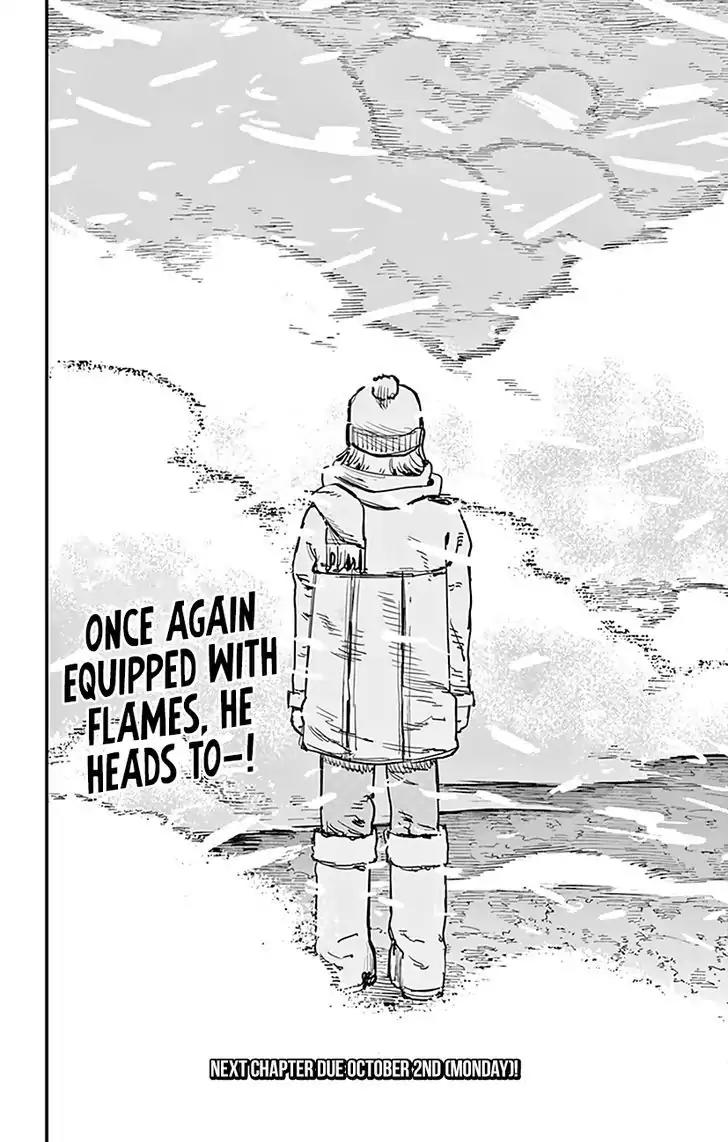 ONCE AGAIN
EQUIPPED WITH
FLAMES, HE
HEADS TO—!
NEXT CHAPTER DUE OCTOBER 2ND (MONDAY)!